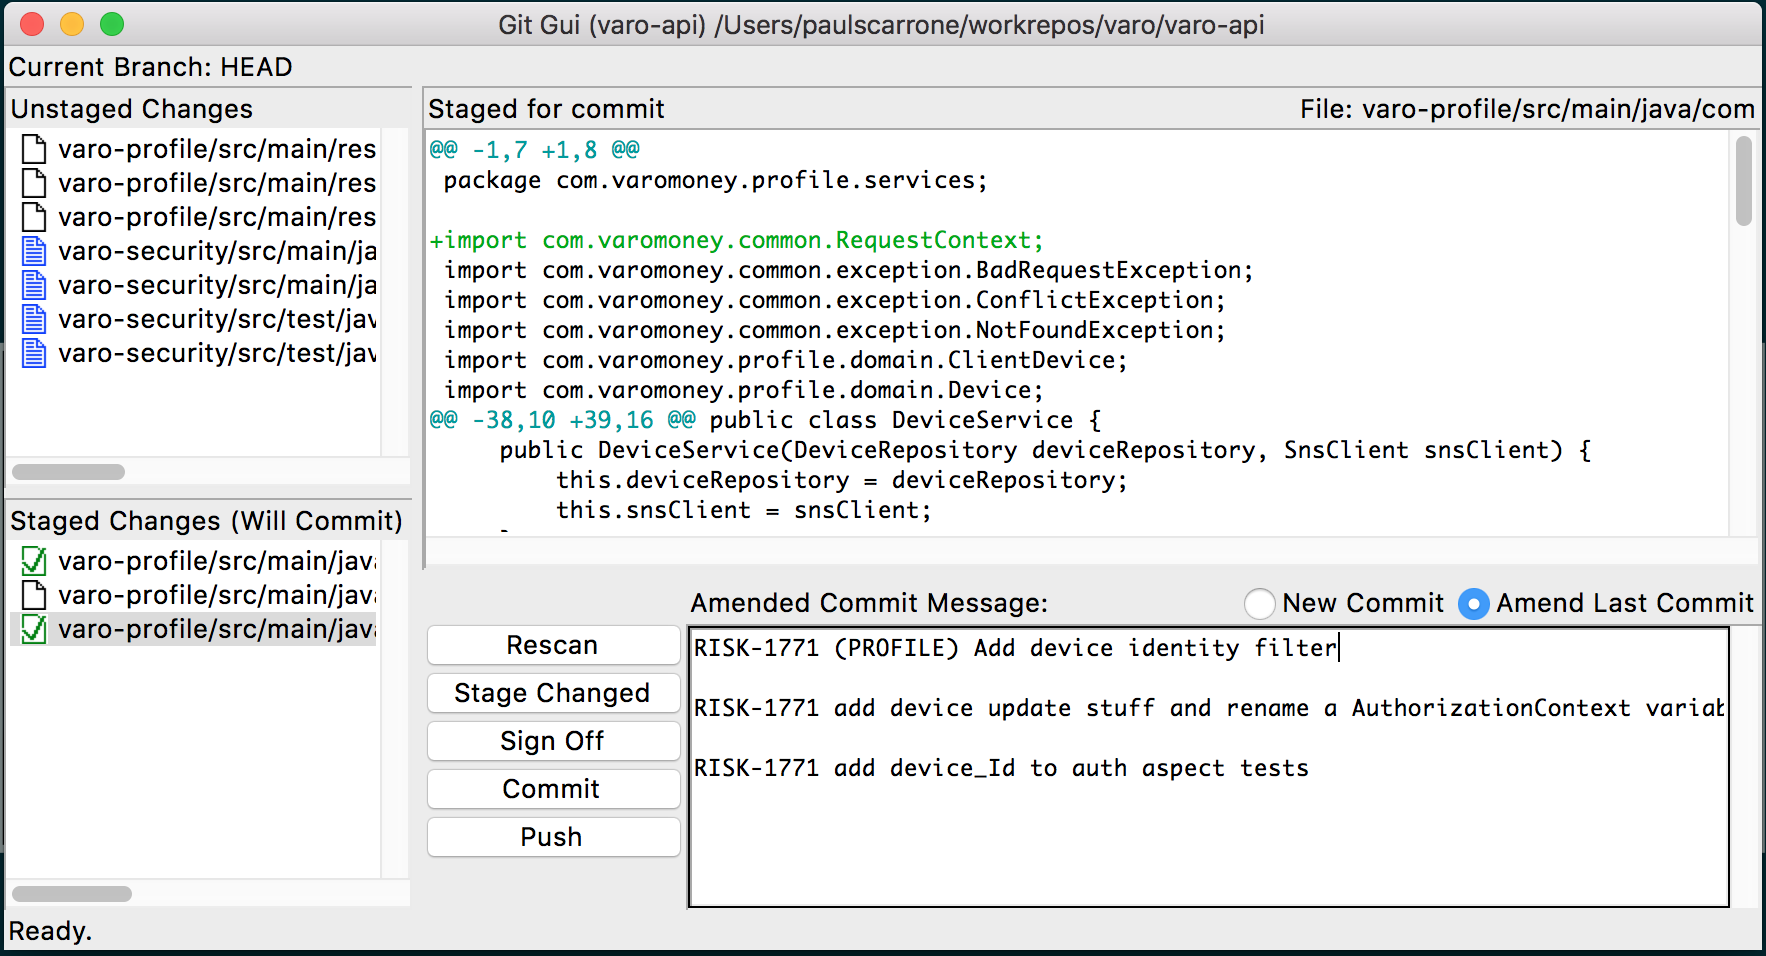 Git Gui (varo-api) /Users/paulscarrone/workrepos/varo/varo-api
Current Branch: HEAD
Unstaged Changes
varo-profile/src/main/res
varo-profile/src/main/res
varo-profile/src/main/res
varo-security/src/main/ja
varo-security/src/main/ja
varo-security/src/test/jav
varo-security/src/test/jav
Staged Changes (Will Commit)
varo-profile/src/main/java
varo-profile/src/main/java
varo-profile/src/main/java
Staged for commit File: varo-profile/src/main/java/com
@@ -1,7 +1,8 @@
package com.varomoney.profile.services;
+import com.varomoney.common.RequestContext;
import com.varomoney.common.exception.BadRequestException;
import com.varomoney.common.exception.ConflictException;
import com.varomoney.common.exception.NotFoundException;
import com.varomoney.profile.domain.ClientDevice;
import com.varomoney.profile.domain.Device;
@@ -38,10 +39,16 @@ public class DeviceService {
public DeviceService(DeviceRepository deviceRepository, SnsClient snsClient) {
this.deviceRepository = deviceRepository;
this.snsClient = snsClient;
Amended Commit Message: New Commit Amend Last Commit
Rescan
Stage Changed
Sign Off
Commit
Push
RISK-1771 (PROFILE) Add device identity filter
RISK-1771 add device update stuff and rename a AuthorizationContext variab
RISK-1771 add device_Id to auth aspect tests
Ready.